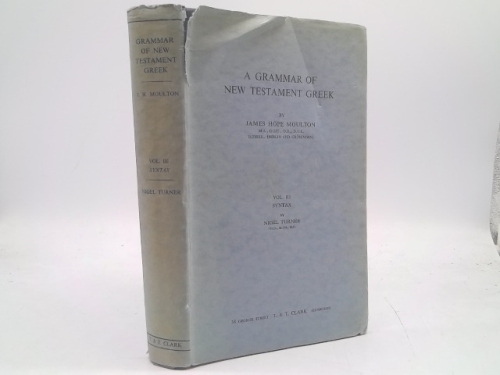 GRAMMAR
OF NEW
TESTAMENT
GREEK
J. H. MOULTON
VOL. III
SYNTAX
NIGEL TURNER
T. & T. CLARK
A GRAMMAR OF
NEW TESTAMENT GREEK
BY
JAMES HOPE MOULTON
VOL. III
SYNTAX
BY
NIGEL TURNER
T. & T. CLARK